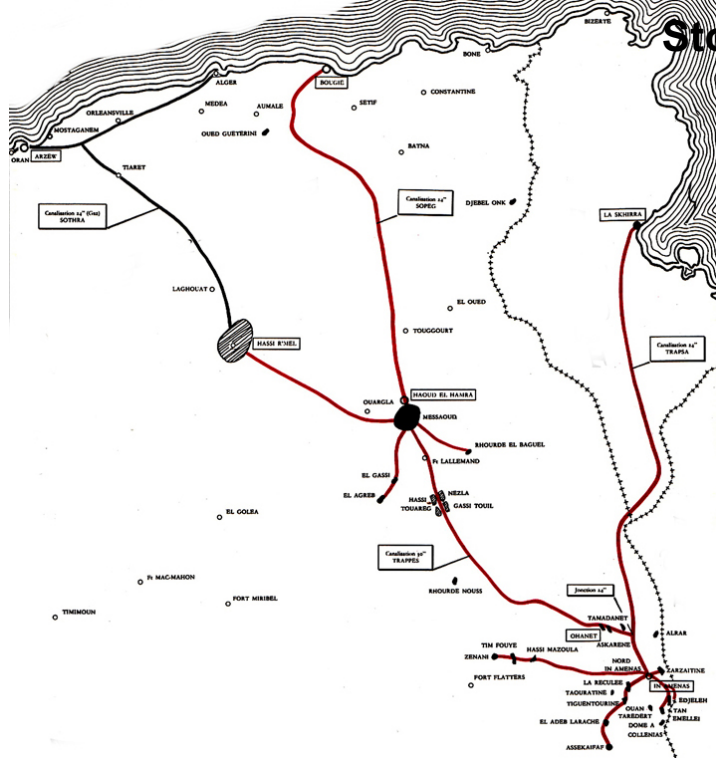 BIZERTE
Sto
BONE
ALGER
BOUGIE
CONSTANTINE
MEDEA
AUMALE
SETIF
ORLEANSVILLE
MOSTAGANEM
OUED GUETERINI
BATNA
ORAN
ARZEW
TIARET
Canalisation 24" (Gaz)
SOTHRA
Canalisation 24"
SOPEG
DJEBEL ONK
LA SKHIRRA
LAGHOUAT
EL OUED
TOUGGOURT
HASSI R'MEL
Canalisation 24"
TRAPSA
OUARGLA
HAOUD EL HAMRA
MESSAOUD
RHOURDE EL BAGUEL
Ft LALLEMAND
EL GASSI
EL AGREB
NEZLA
HASSI
TOUAREG
GASSI TOUIL
EL GOLEA
Canalisation 30"
TRAPPES
Ft MAC-MAHON
RHOURDE NOUSS
FORT MIRIBEL
Jonction 24"
TIMIMOUN
TAMADANET
OHANET
ASKARENE
ALRAR
TIM FOUYE
HASSI MAZOULA
ZENANI
NORD
IN AMENAS
ZARZAITINE
FORT FLATTERS
LA RECULEE
IN AMENAS
TAOURATINE
TIGUENTOURINE
EDJELEH
OUAN
TAREDERT
TAN
EMELLEL
EL ADEB LARACHE
DOME A
COLLENIAS
ASSEKAIFAF